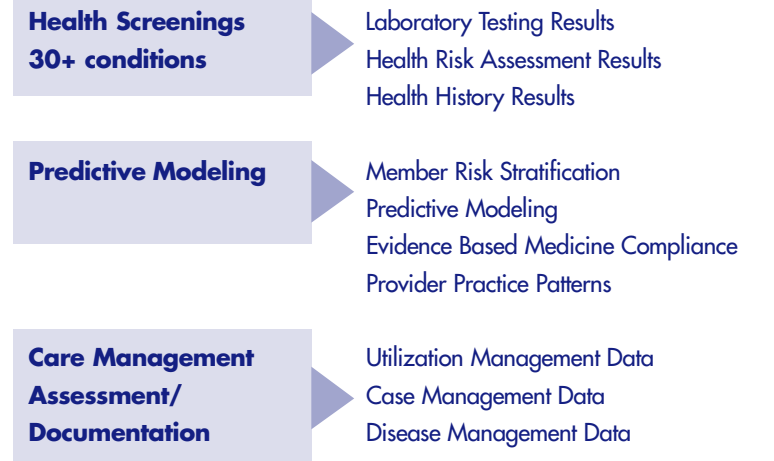 Health Screenings
30+ conditions
Laboratory Testing Results
Health Risk Assessment Results
Health History Results
Predictive Modeling
Member Risk Stratification
Predictive Modeling
Evidence Based Medicine Compliance
Provider Practice Patterns
Care Management
Assessment/
Documentation
Utilization Management Data
Case Management Data
Disease Management Data